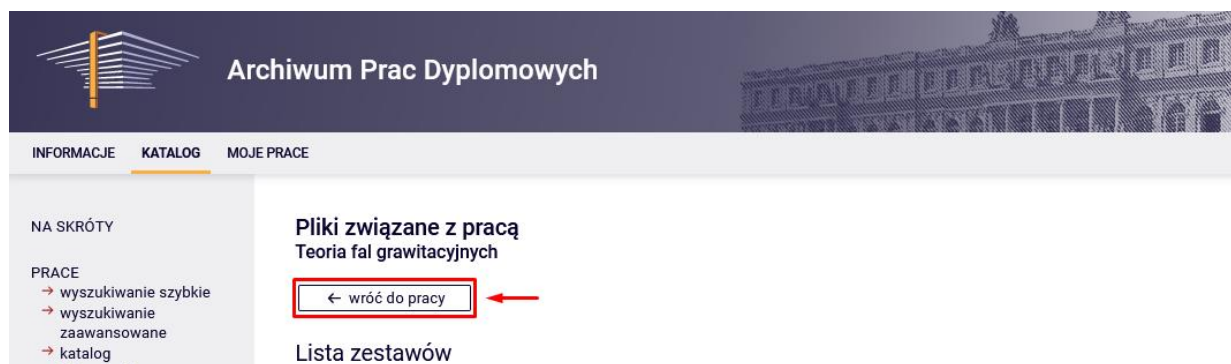 Archiwum Prac Dyplomowych
INFORMACJE KATALOG MOJE PRACE
NA SKRÓTY
PRACE
→ wyszukiwanie szybkie
→ wyszukiwanie
zaawansowane
→ katalog
Pliki związane z pracą
Teoria fal grawitacyjnych
← wróć do pracy
Lista zestawów